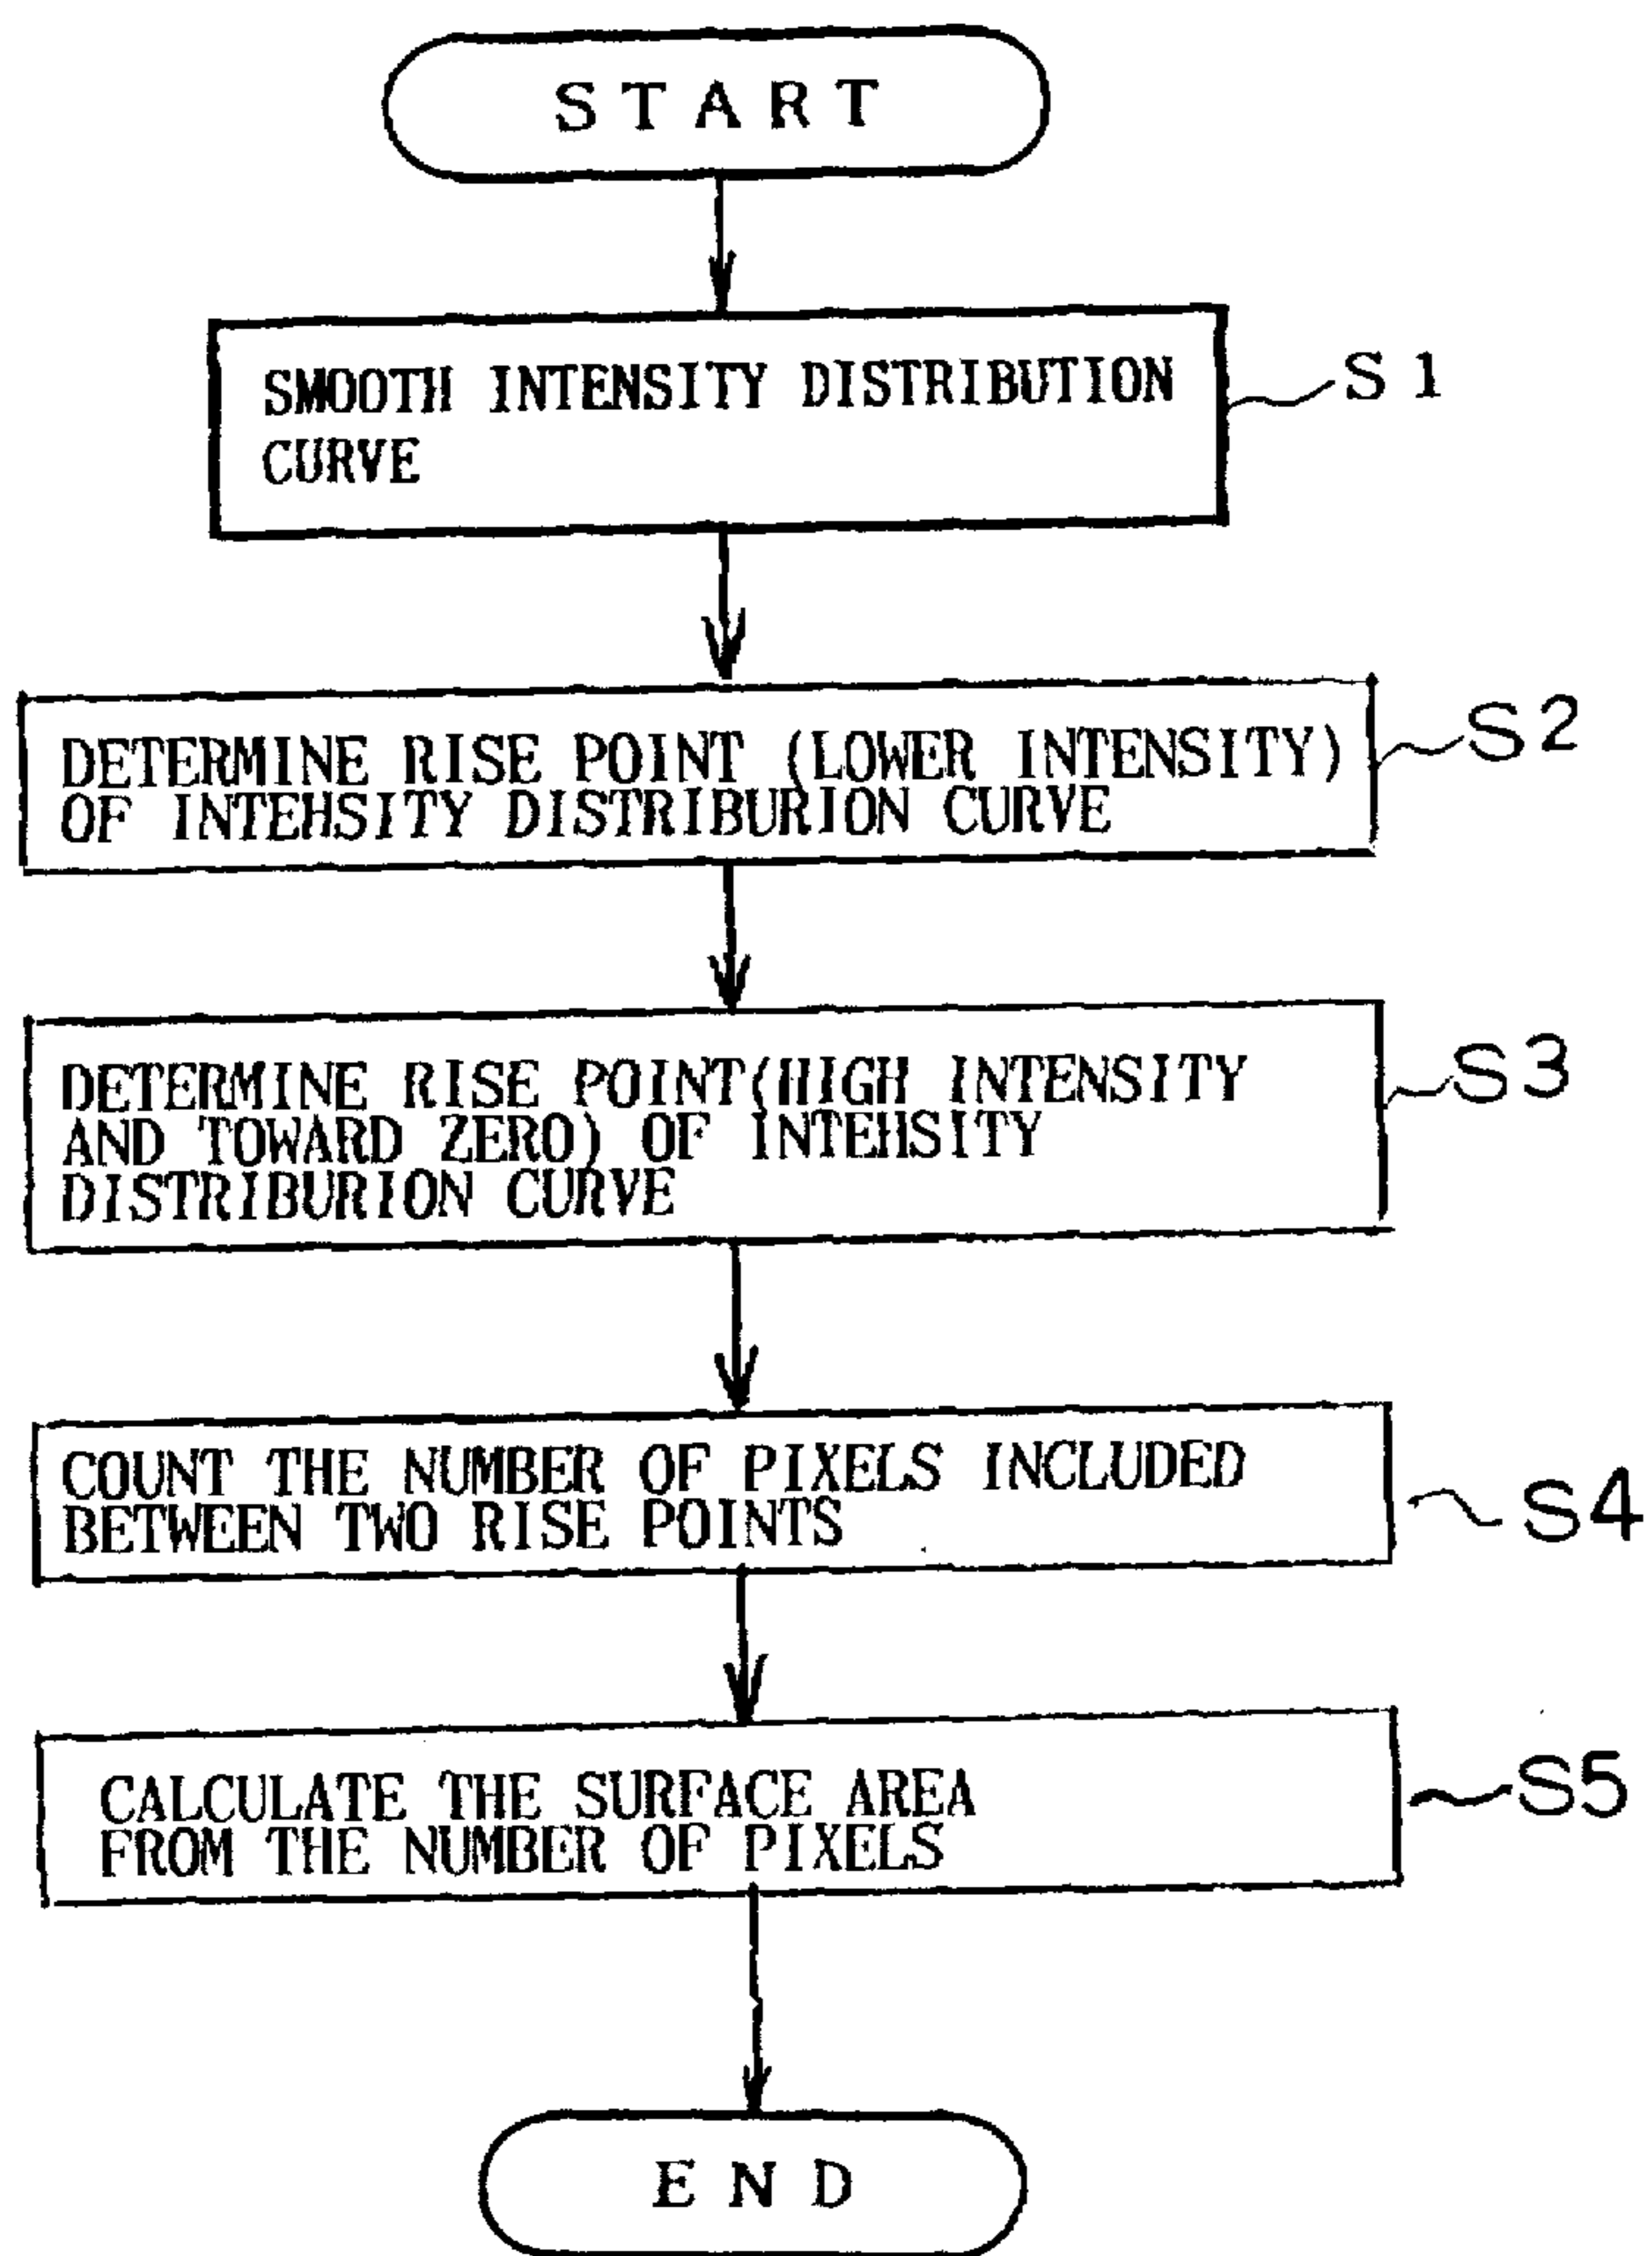 START
SMOOTH INTENSITY DISTRIBUTION
CURVE
S1
DETERMINE RISE POINT (LOWER INTENSITY)
OF INTEHSITY DISTRIBURION CURVE
S2
DETERMINE RISE POINT(HIGH INTENSITY
AND TOWARD ZERO) OF INTEHSITY
DISTRIBURION CURVE
S3
COUNT THE NUMBER OF PIXELS INCLUDED
BETWEEN TWO RISE POINTS
S4
CALCULATE THE SURFACE AREA
FROM THE NUMBER OF PIXELS
S5
END